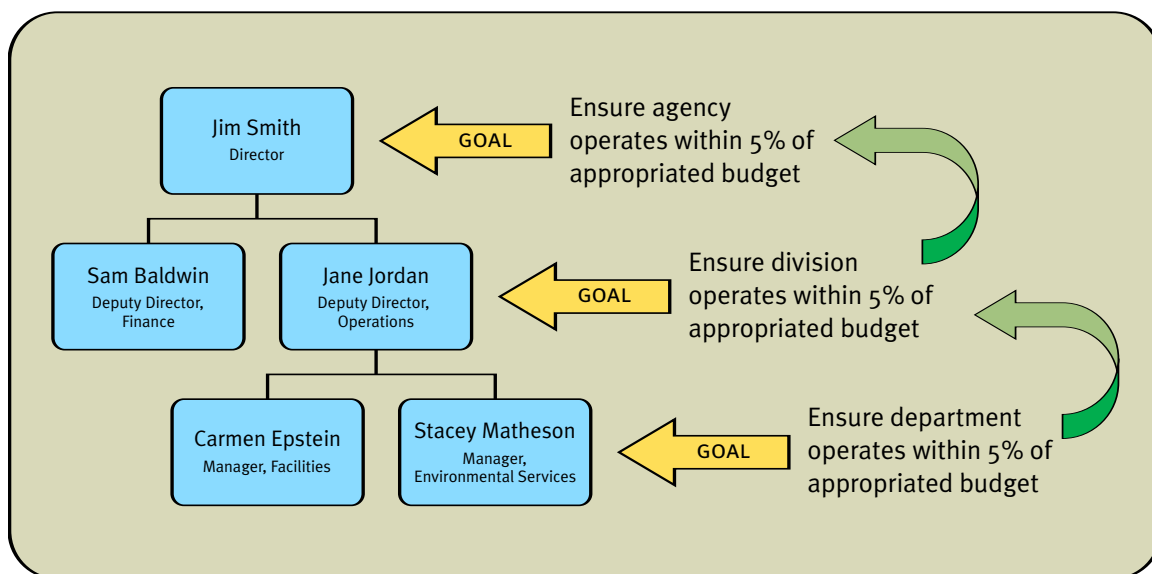 Jim Smith
Director
GOAL
Ensure agency
operates within 5% of
appropriated budget
Sam Baldwin
Deputy Director,
Finance
Jane Jordan
Deputy Director,
Operations
GOAL
Ensure division
operates within 5% of
appropriated budget
Carmen Epstein
Manager, Facilities
Stacey Matheson
Manager,
Environmental Services
GOAL
Ensure department
operates within 5% of
appropriated budget